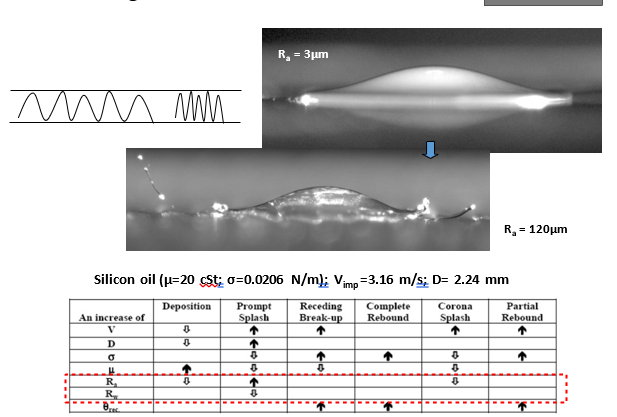 Rₐ = 3μm
Rₐ = 120μm
Silicon oil (μ=20 cSt; σ=0.0206 N/m); Vimp =3.16 m/s; D= 2.24 mm
An increase of Deposition Prompt Splash Receding Break-up Complete Rebound Corona Splash Partial Rebound
V ⇩ ⬆ ⬆ ⬆ ⬆
D ⇩ ⬆
σ ⇩ ⬆ ⬆ ⇩ ⬆
μ ⬆ ⇩ ⇩ ⇩
Rₐ ⇩ ⬆ ⇩
Rw ⇩
θrec ⬆ ⬆ ⬆